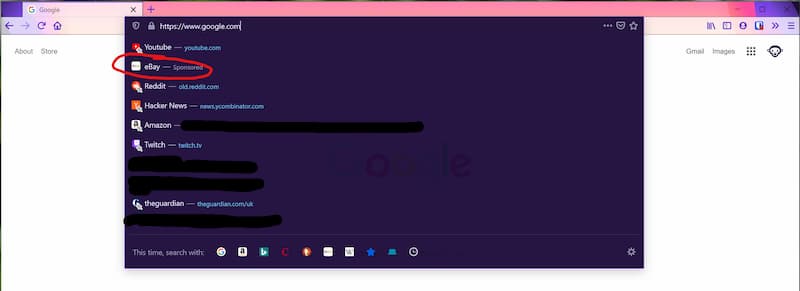 Google
https://www.google.com
About Store
Gmail Images
Youtube — youtube.com
eBay — Sponsored
Reddit — old.reddit.com
Hacker News — news.ycombinator.com
Amazon —
Twitch — twitch.tv
Google
theguardian — theguardian.com/uk
This time, search with: